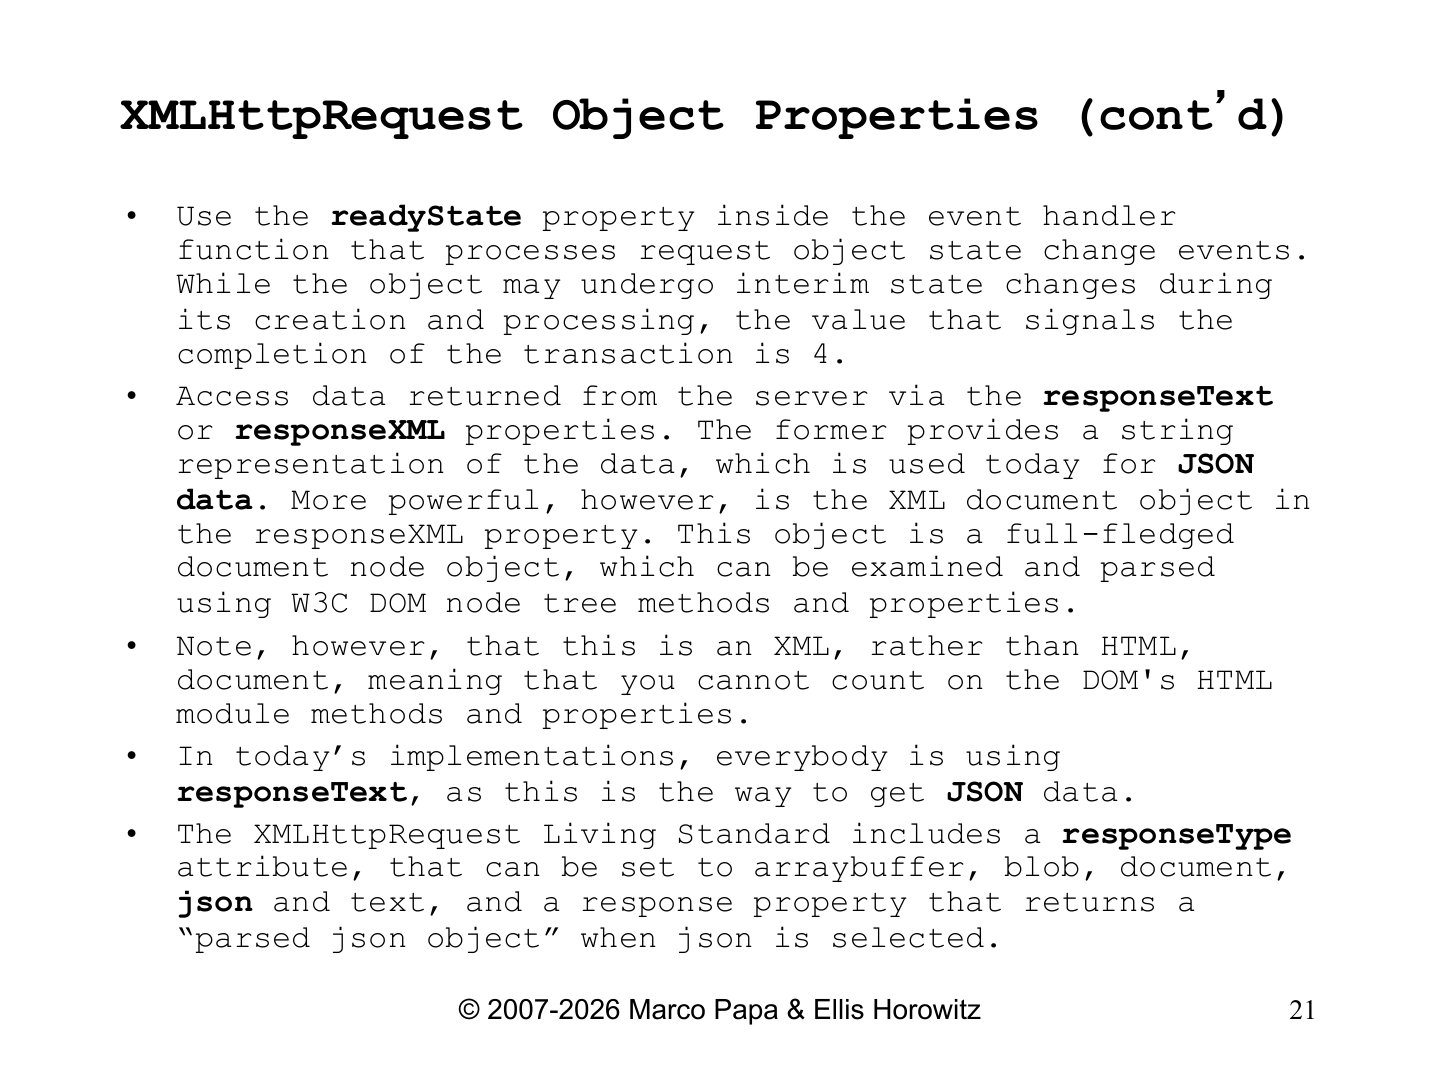 XMLHttpRequest Object Properties (cont’d)
• Use the readyState property inside the event handler
function that processes request object state change events.
While the object may undergo interim state changes during
its creation and processing, the value that signals the
completion of the transaction is 4.
• Access data returned from the server via the responseText
or responseXML properties. The former provides a string
representation of the data, which is used today for JSON
data. More powerful, however, is the XML document object in
the responseXML property. This object is a full-fledged
document node object, which can be examined and parsed
using W3C DOM node tree methods and properties.
• Note, however, that this is an XML, rather than HTML,
document, meaning that you cannot count on the DOM's HTML
module methods and properties.
• In today’s implementations, everybody is using
responseText, as this is the way to get JSON data.
• The XMLHttpRequest Living Standard includes a responseType
attribute, that can be set to arraybuffer, blob, document,
json and text, and a response property that returns a
“parsed json object” when json is selected.
© 2007-2026 Marco Papa & Ellis Horowitz
21